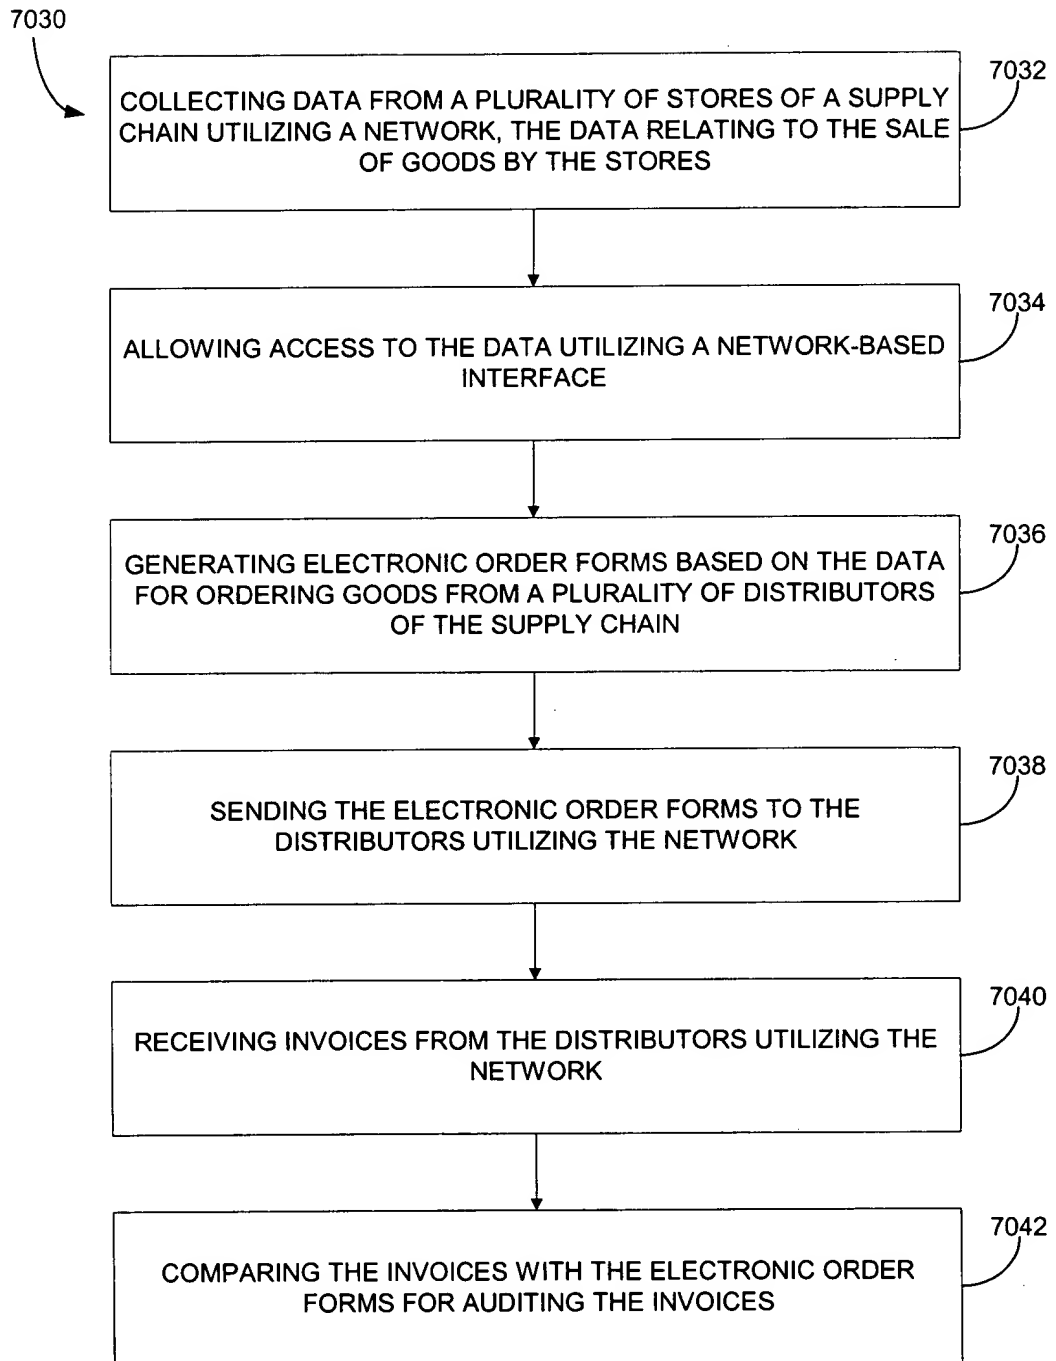 7030
7032
COLLECTING DATA FROM A PLURALITY OF STORES OF A SUPPLY
CHAIN UTILIZING A NETWORK, THE DATA RELATING TO THE SALE
OF GOODS BY THE STORES
7034
ALLOWING ACCESS TO THE DATA UTILIZING A NETWORK-BASED
INTERFACE
7036
GENERATING ELECTRONIC ORDER FORMS BASED ON THE DATA
FOR ORDERING GOODS FROM A PLURALITY OF DISTRIBUTORS
OF THE SUPPLY CHAIN
7038
SENDING THE ELECTRONIC ORDER FORMS TO THE
DISTRIBUTORS UTILIZING THE NETWORK
7040
RECEIVING INVOICES FROM THE DISTRIBUTORS UTILIZING THE
NETWORK
7042
COMPARING THE INVOICES WITH THE ELECTRONIC ORDER
FORMS FOR AUDITING THE INVOICES